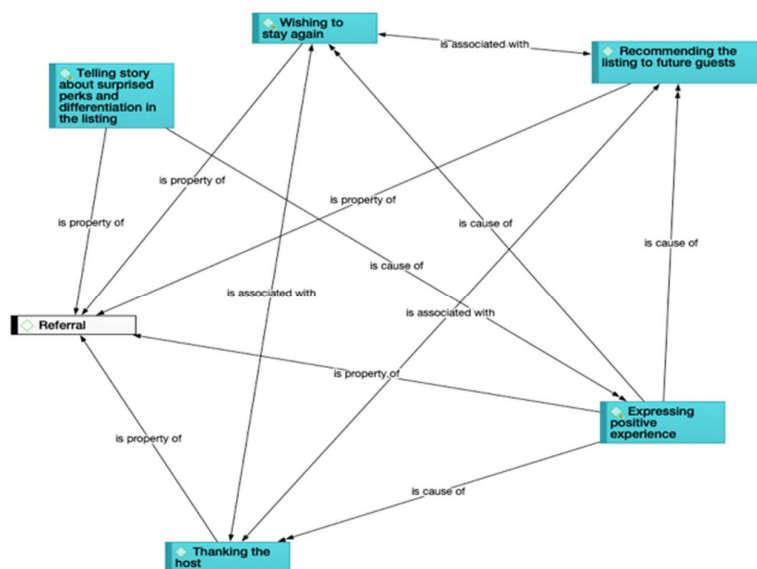 Wishing to
stay again
is associated with
Recommending the
listing to future guests
Telling story
about surprised
perks and
differentiation in
the listing
is property of
is property of
is property of
is cause of
is cause of
is cause of
is associated with
is associated with
Referral
is property of
Expressing
positive
experience
is property of
is cause of
Thanking the
host